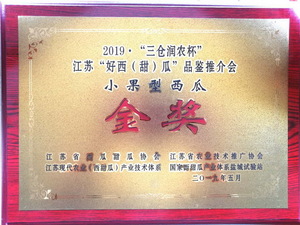 2019·“三仓润农杯”
江苏“好西（甜）瓜”品鉴推介会
小果型西瓜
金奖
江苏省西瓜甜瓜协会 江苏省农业技术推广协会
江苏现代农业（西甜瓜）产业技术体系 国家西甜瓜产业技术体系盐城试验站
二〇一九年五月